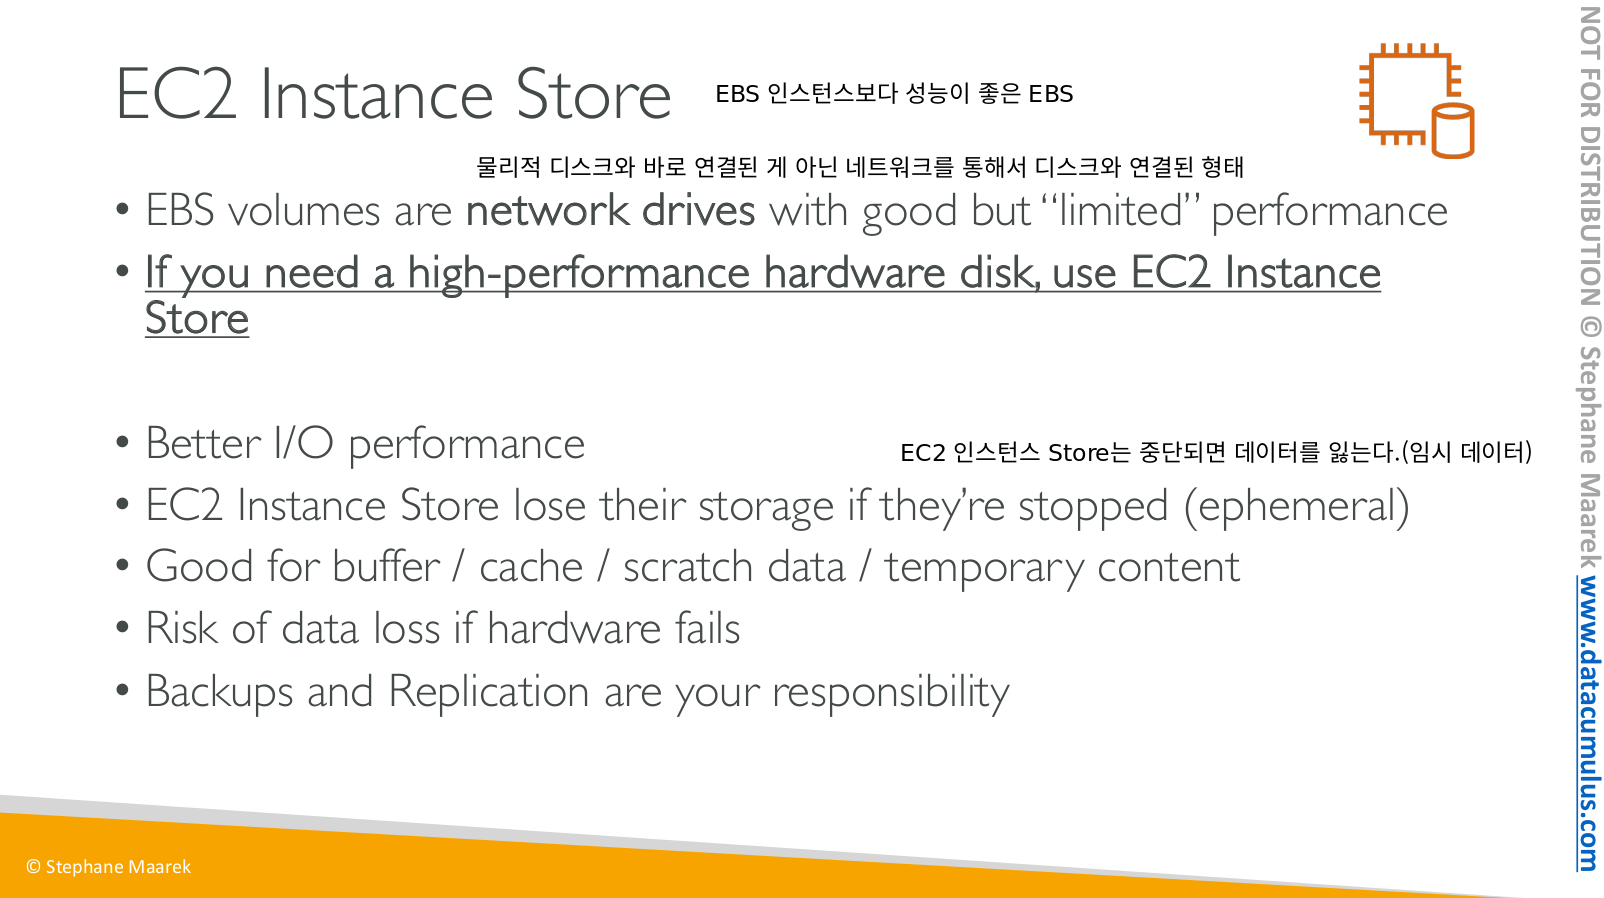 EC2 Instance Store
EBS 인스턴스보다 성능이 좋은 EBS
물리적 디스크와 바로 연결된 게 아닌 네트워크를 통해서 디스크와 연결된 형태
• EBS volumes are network drives with good but “limited” performance
• If you need a high-performance hardware disk, use EC2 Instance
Store
• Better I/O performance
EC2 인스턴스 Store는 중단되면 데이터를 잃는다.(임시 데이터)
• EC2 Instance Store lose their storage if they’re stopped (ephemeral)
• Good for buffer / cache / scratch data / temporary content
• Risk of data loss if hardware fails
• Backups and Replication are your responsibility
© Stephane Maarek
NOT FOR DISTRIBUTION © Stephane Maarek www.datacumulus.com